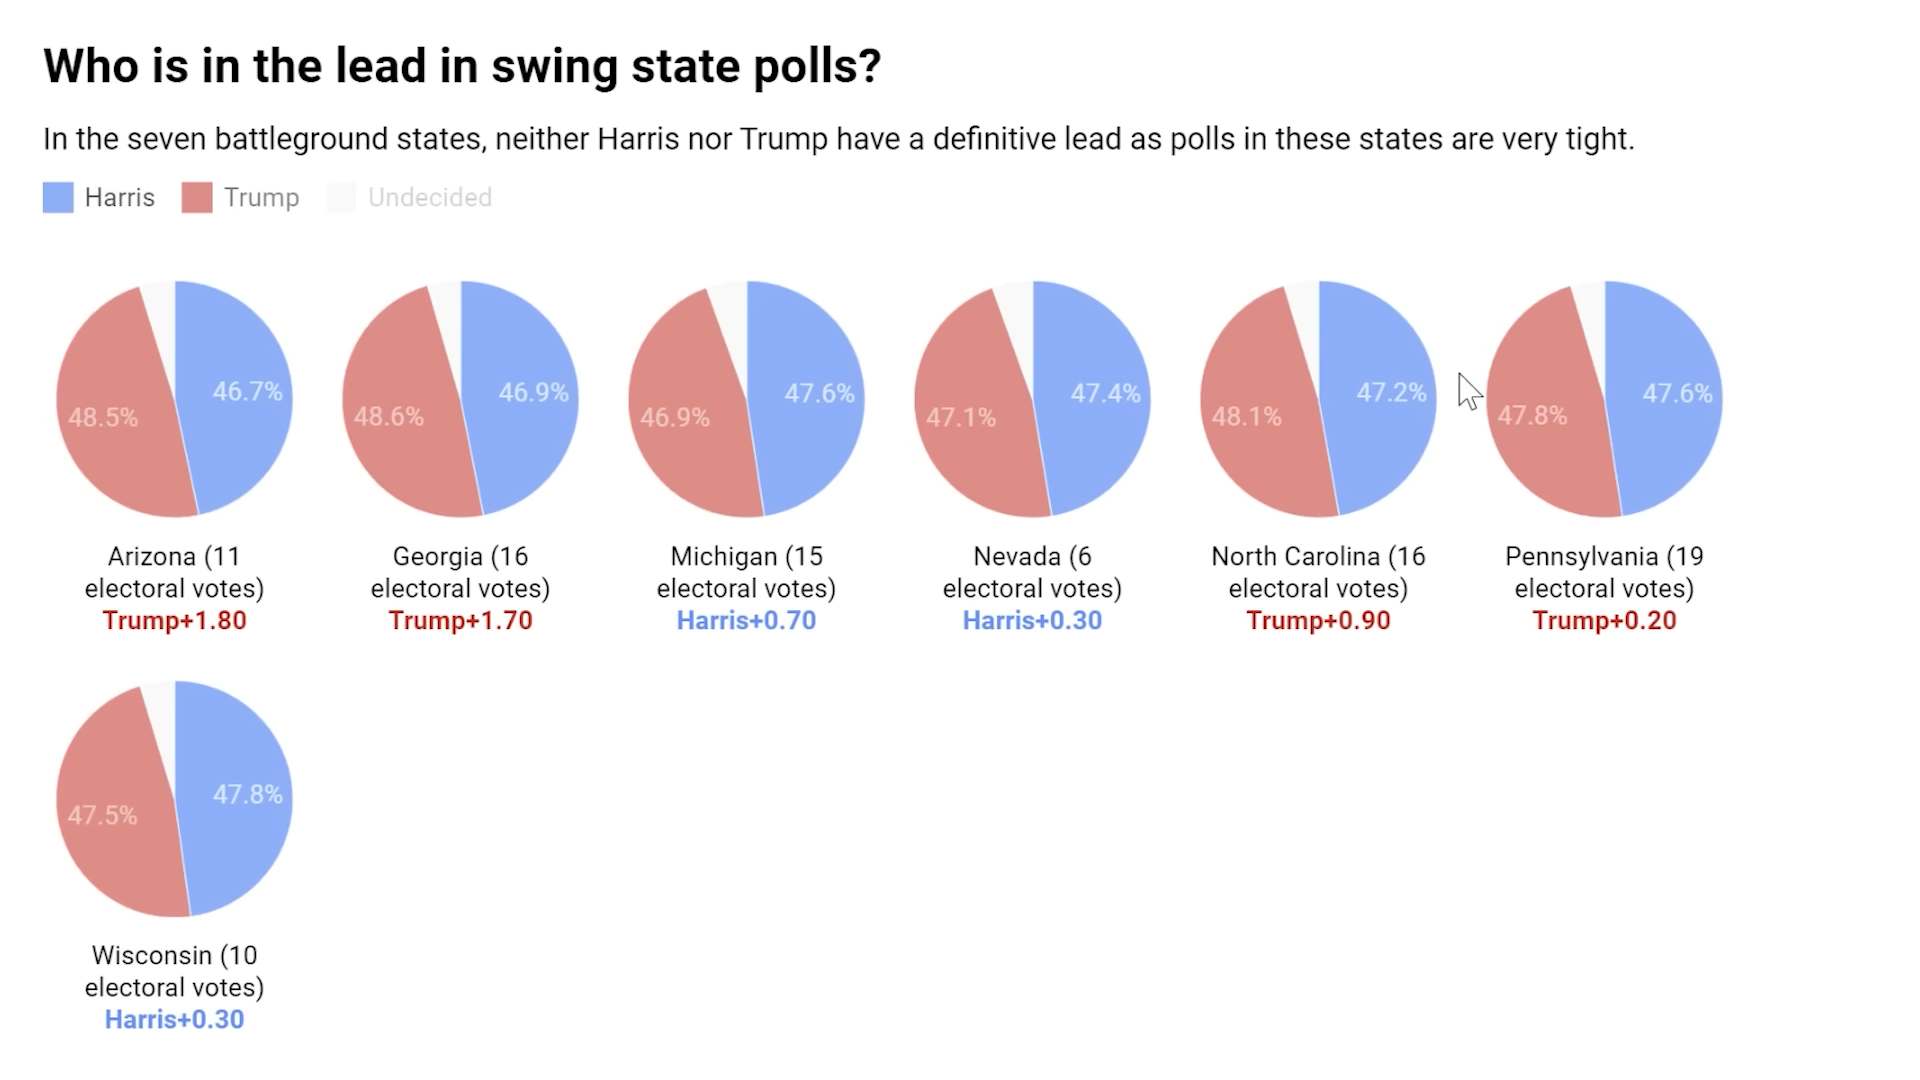 Who is in the lead in swing state polls?
In the seven battleground states, neither Harris nor Trump have a definitive lead as polls in these states are very tight.
Harris Trump Undecided
48.5% 46.7%
Arizona (11
electoral votes)
Trump+1.80
48.6% 46.9%
Georgia (16
electoral votes)
Trump+1.70
46.9% 47.6%
Michigan (15
electoral votes)
Harris+0.70
47.1% 47.4%
Nevada (6
electoral votes)
Harris+0.30
48.1% 47.2%
North Carolina (16
electoral votes)
Trump+0.90
47.8% 47.6%
Pennsylvania (19
electoral votes)
Trump+0.20
47.5% 47.8%
Wisconsin (10
electoral votes)
Harris+0.30